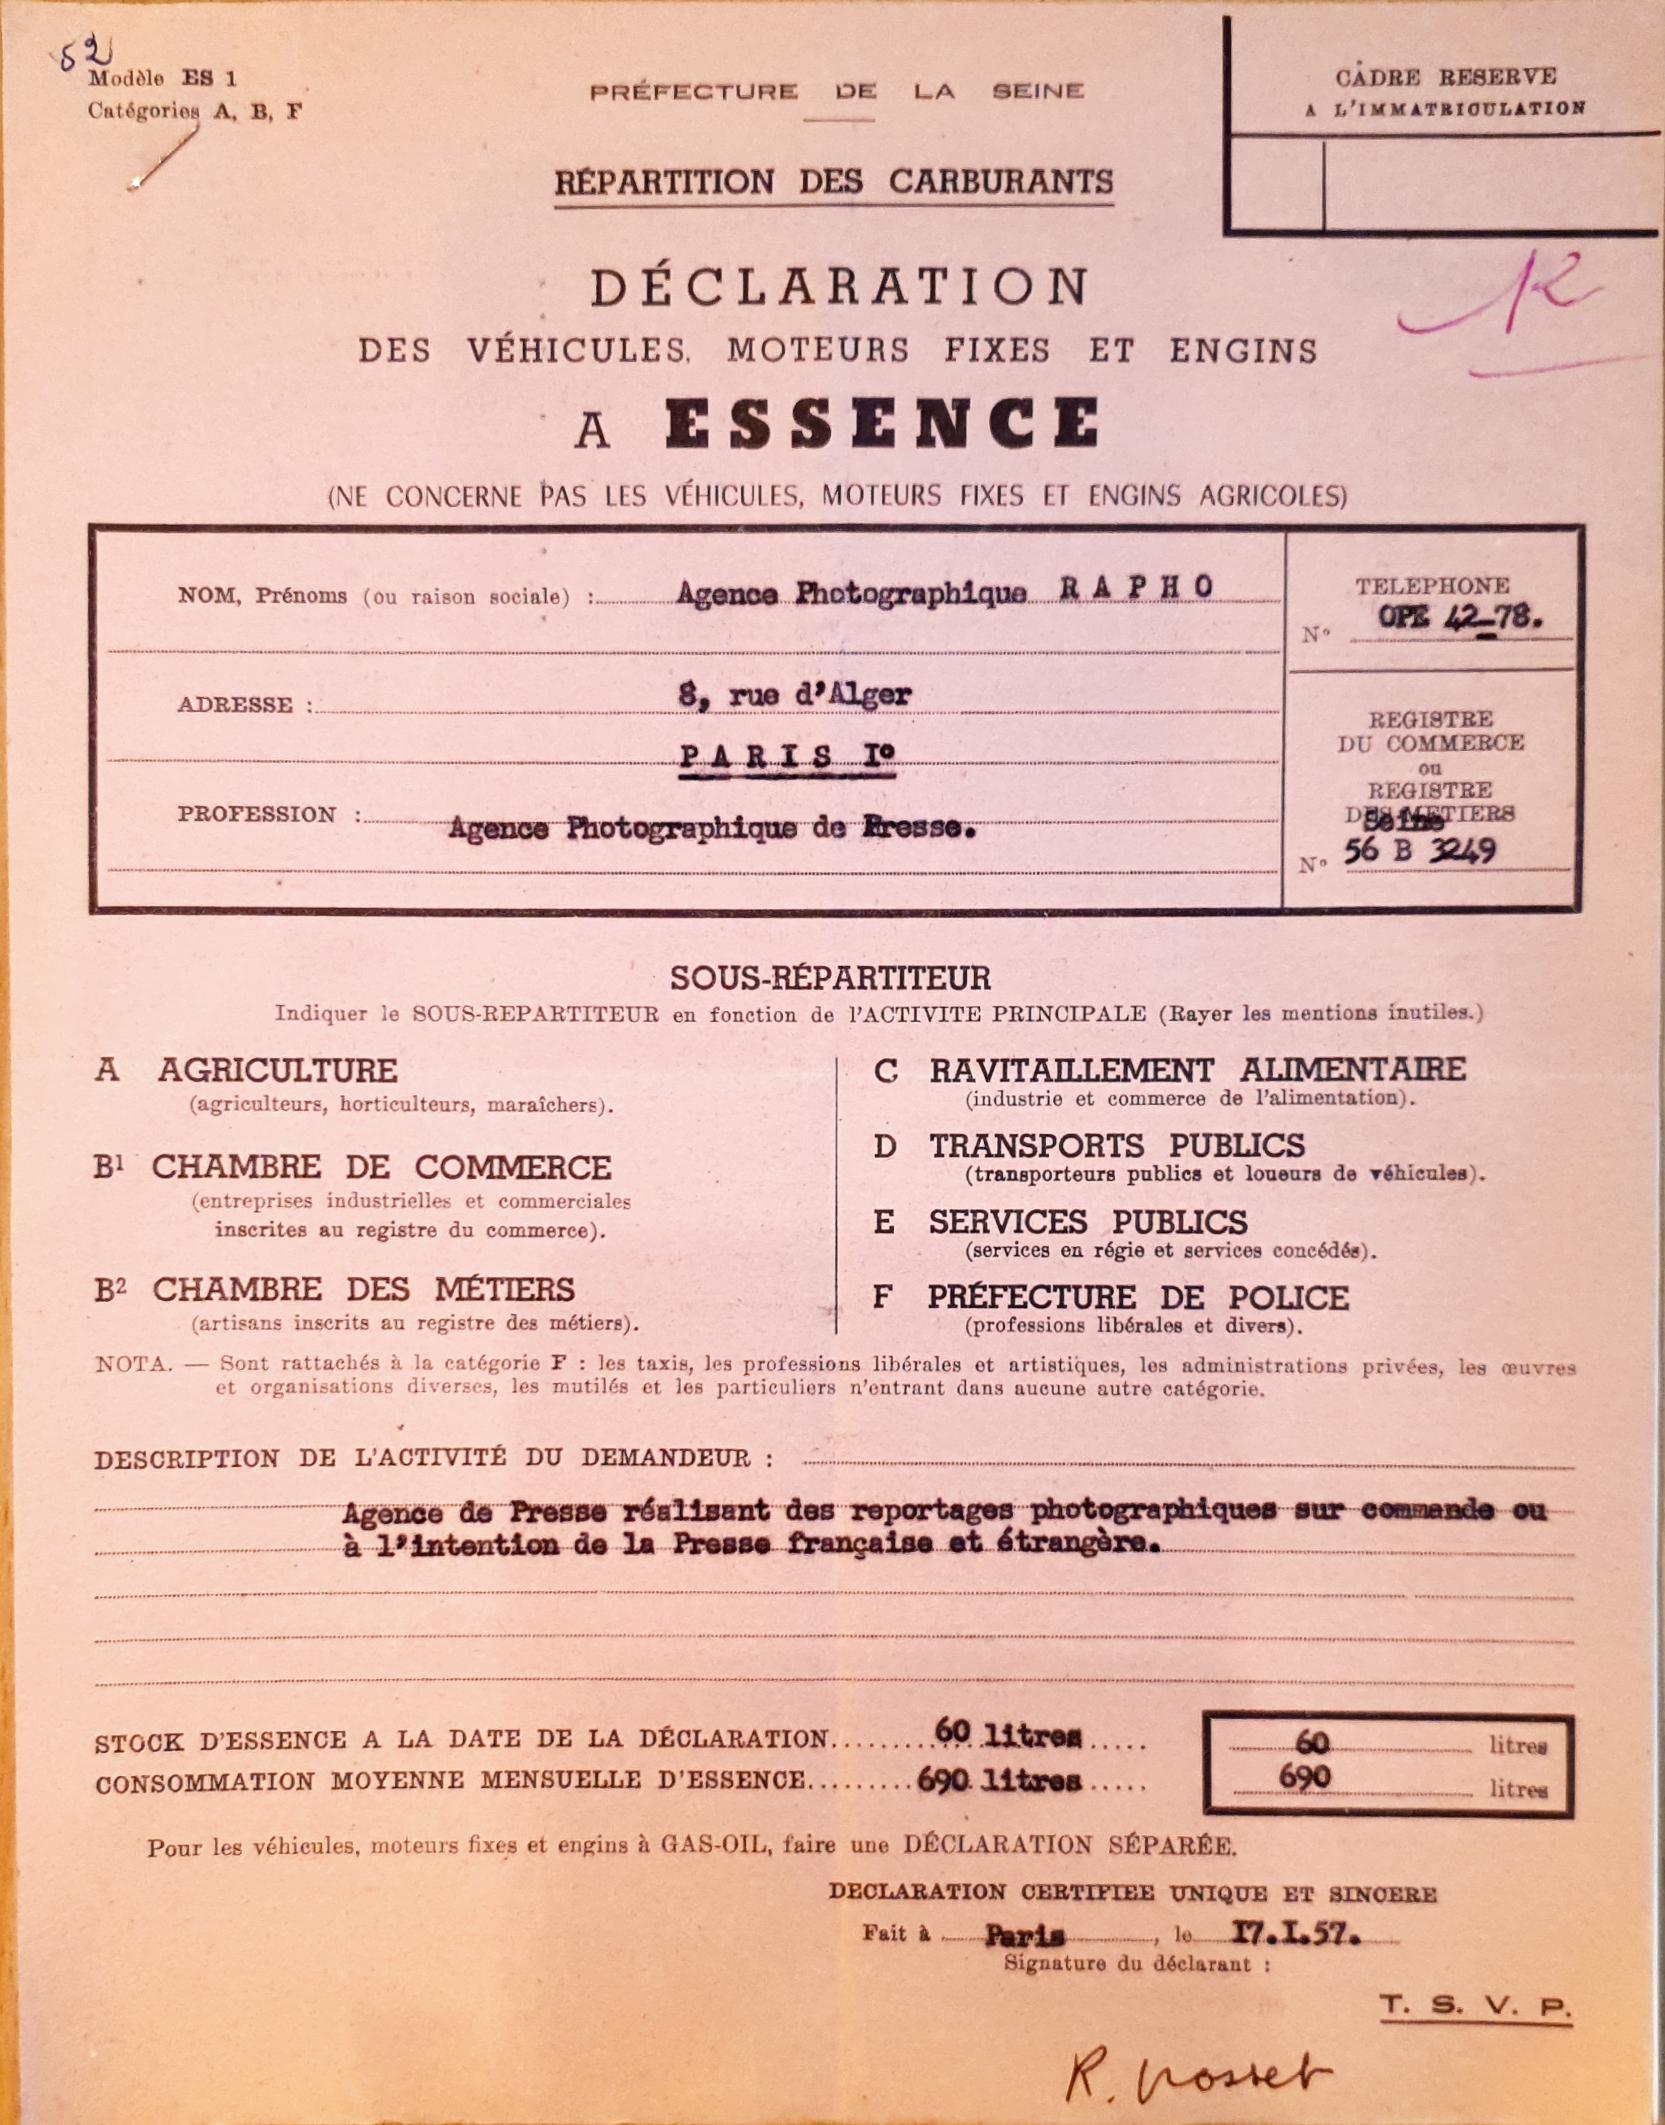 52
Modèle ES 1
Catégories A, B, F
PRÉFECTURE DE LA SEINE
CADRE RESERVE
A L'IMMATRICULATION
RÉPARTITION DES CARBURANTS
DÉCLARATION
DES VÉHICULES, MOTEURS FIXES ET ENGINS
A ESSENCE
(NE CONCERNE PAS LES VÉHICULES, MOTEURS FIXES ET ENGINS AGRICOLES)
NOM, Prénoms (ou raison sociale) : Agence Photographique RAPHO
TELEPHONE
N° OPE 42-78.
ADRESSE : 8, rue d'Alger
PARIS I°
PROFESSION : Agence Photographique de Presse.
REGISTRE
DU COMMERCE
ou
REGISTRE
DES METIERS
Seine
N° 56 B 3249
SOUS-RÉPARTITEUR
Indiquer le SOUS-REPARTITEUR en fonction de l'ACTIVITE PRINCIPALE (Rayer les mentions inutiles.)
A AGRICULTURE
(agriculteurs, horticulteurs, maraîchers).
B1 CHAMBRE DE COMMERCE
(entreprises industrielles et commerciales
inscrites au registre du commerce).
B2 CHAMBRE DES MÉTIERS
(artisans inscrits au registre des métiers).
C RAVITAILLEMENT ALIMENTAIRE
(industrie et commerce de l'alimentation).
D TRANSPORTS PUBLICS
(transporteurs publics et loueurs de véhicules).
E SERVICES PUBLICS
(services en régie et services concédés).
F PRÉFECTURE DE POLICE
(professions libérales et divers).
NOTA. — Sont rattachés à la catégorie F : les taxis, les professions libérales et artistiques, les administrations privées, les œuvres
et organisations diverses, les mutilés et les particuliers n'entrant dans aucune autre catégorie.
DESCRIPTION DE L'ACTIVITÉ DU DEMANDEUR :
Agence de Presse réalisant des reportages photographiques sur commande ou
à l'intention de la Presse française et étrangère.
STOCK D'ESSENCE A LA DATE DE LA DÉCLARATION......... 60 litres..... 60 litres
CONSOMMATION MOYENNE MENSUELLE D'ESSENCE......... 690 litres..... 690 litres
Pour les véhicules, moteurs fixes et engins à GAS-OIL, faire une DÉCLARATION SÉPARÉE.
DECLARATION CERTIFIEE UNIQUE ET SINCERE
Fait à Paris, le 17.I.57.
Signature du déclarant :
T. S. V. P.
R.